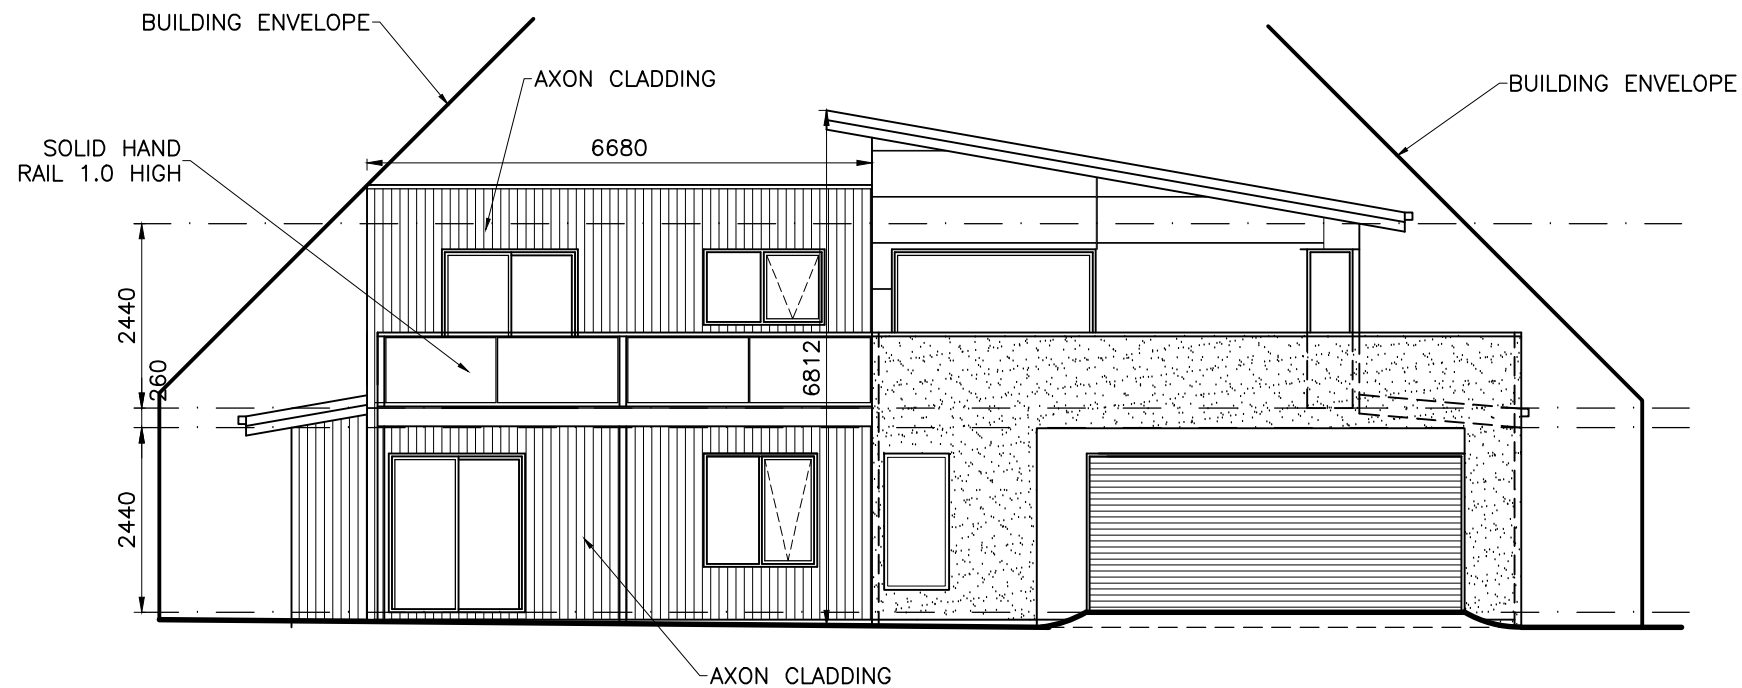 BUILDING ENVELOPE
AXON CLADDING
BUILDING ENVELOPE
SOLID HAND
RAIL 1.0 HIGH
6680
2440
260
6812
2440
AXON CLADDING